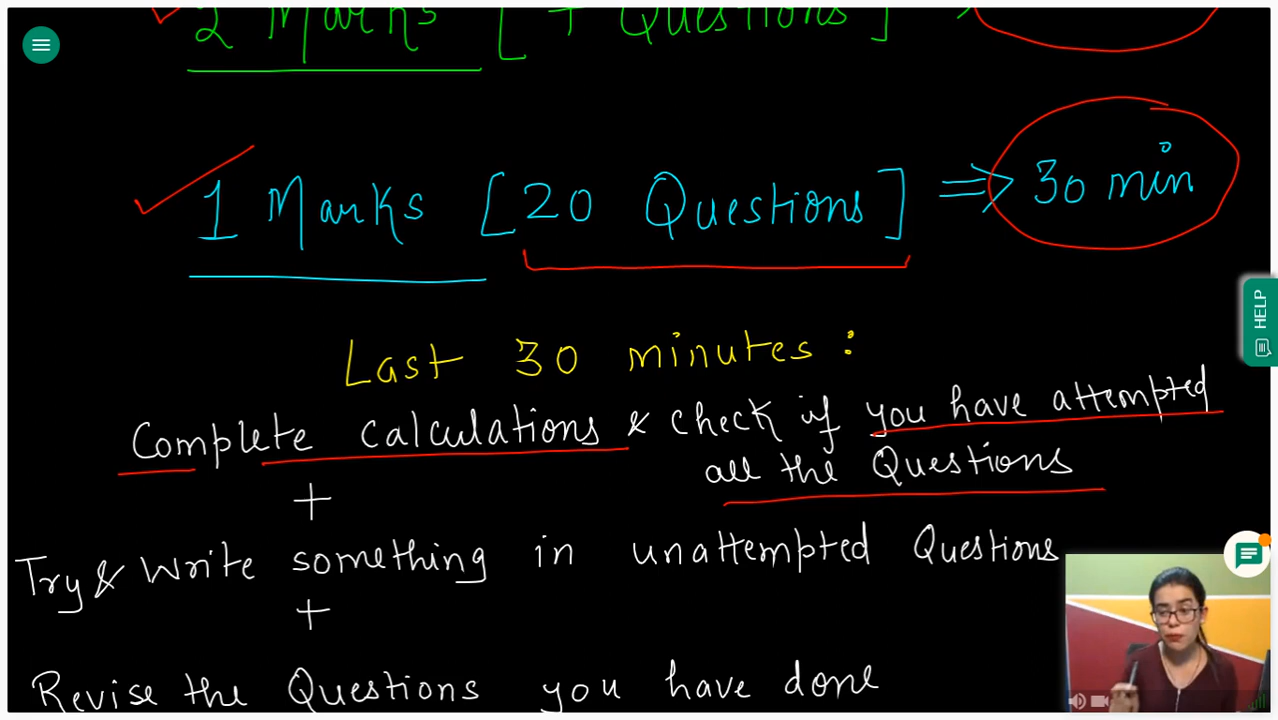 2 Marks [ 7 Questions ]
1 Marks [ 20 Questions ] => 30 min
Last 30 minutes :
Complete calculations & check if you have attempted
all the Questions
+
Try & Write something in unattempted Questions
+
Revise the Questions you have done
HELP